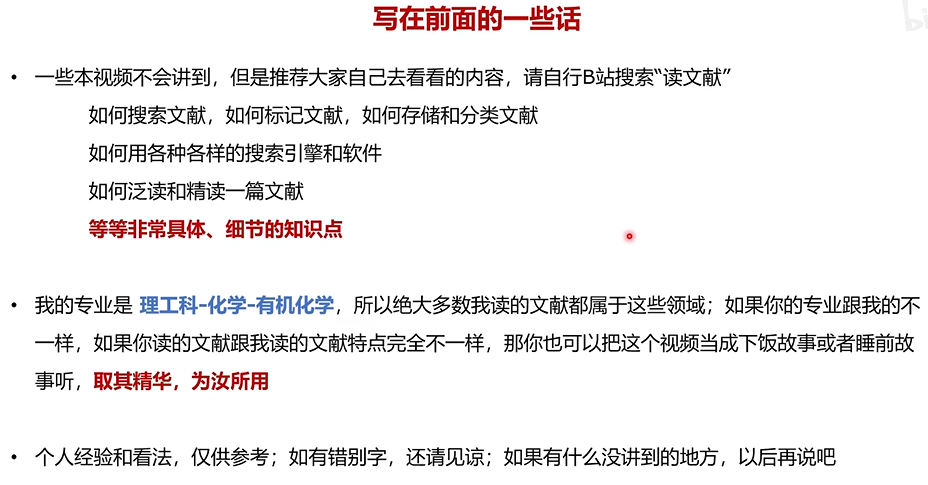 写在前面的一些话
• 一些本视频不会讲到，但是推荐大家自己去看看的内容，请自行B站搜索“读文献”
如何搜索文献，如何标记文献，如何存储和分类文献
如何用各种各样的搜索引擎和软件
如何泛读和精读一篇文献
等等非常具体、细节的知识点
• 我的专业是 理工科-化学-有机化学，所以绝大多数我读的文献都属于这些领域；如果你的专业跟我的不
一样，如果你读的文献跟我读的文献特点完全不一样，那你也可以把这个视频当成下饭故事或者睡前故
事听，取其精华，为汝所用
• 个人经验和看法，仅供参考；如有错别字，还请见谅；如果有什么没讲到的地方，以后再说吧